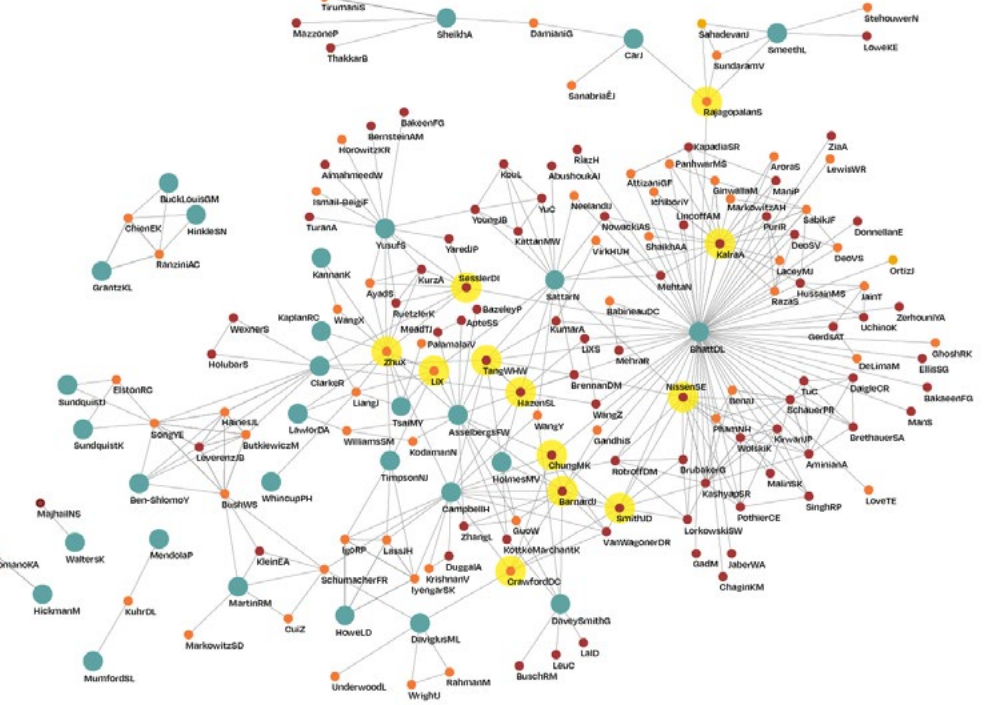 TirumaniS
StehouwerN
MazzoneP
SheikhA
DamianiG
SahadevanJ
SmeethL
LoweKE
ThakkarB
CarJ
SundaramV
SanabriaEJ
RajagopalanS
BakeenFG
BernsteinAM
HorowitzKR
AlmahmeedW
Ismail-BeigiF
TuranA
YusufS
YaredJP
KouL
RiazH
AbushoukAI
YoungJB
YuC
KattanMW
NeelandIJ
NowackiAS
VirkHUH
KapadiaSR
PanhwarMS
AttizaniGF
IchiboriY
GinwallaM
AroraS
ManiP
ZiaA
LewisWR
MarkowitzAH
LincoffAM
PuriR
SabikJF
ShaikhAA
KalraA
DeoSV
DeoVS
DonnellanE
LaceyMJ
OrtizJ
BuckLouisGM
ChienEK
HinkleSN
RanziniAC
GrantzKL
KannanK
KurzA
SesslerDI
AyadS
SattarN
MehtaN
HussainMS
RazaS
JainT
WexnerS
KaplanRC
WangX
RuetzlerK
BazeleyP
MeadTJ
ApteSS
BabineauDC
KumarA
BhattDL
GerdsAT
UchinoK
ZerhouniYA
HolubarS
ClarkeR
ZhuX
PalamalaiV
LiX
TangWHW
LiXS
MehraR
DeLimaM
GhoshRK
EllisSG
SundquistJ
ElstonRC
LiangJ
TsaiMY
HazenSL
BrennanDM
NissenSE
BenaJ
TuC
DaigleCR
BakaeenFG
SchauerPR
SundquistK
SongYE
HainesJL
ButkiewiczM
LeverenzJB
LawlorDA
WilliamsSM
KodamanN
AsselbergsFW
WangY
WangZ
GandhiS
PhamNH
ManS
WolskiK
KirwanJP
BrethauerSA
Ben-ShlomoY
BushWS
WhincupPH
TimpsonNJ
HolmesMV
ChungMK
RotroffDM
BrubakerG
AminianA
MalinSK
KashyapSR
MajhailNS
CampbellH
BarnardJ
SmithJD
PothierCE
SinghRP
LoveTE
WaltersK
MendolaP
KleinEA
IgoRP
LassJH
ZhangL
GuoW
KottkeMarchantK
VanWagonerDR
LorkowskiSW
omanoKA
SchumacherFR
DuggalA
KrishnanV
IyengarSK
CrawfordDC
GadM
JaberWA
ChaginKM
HickmanM
KuhrDL
MartinRM
CuiZ
HoweLD
DaviglusML
DaveySmithG
MarkowitzSD
LalD
LeuC
BuschRM
MumfordSL
UnderwoodL
WrightJ
RahmanM